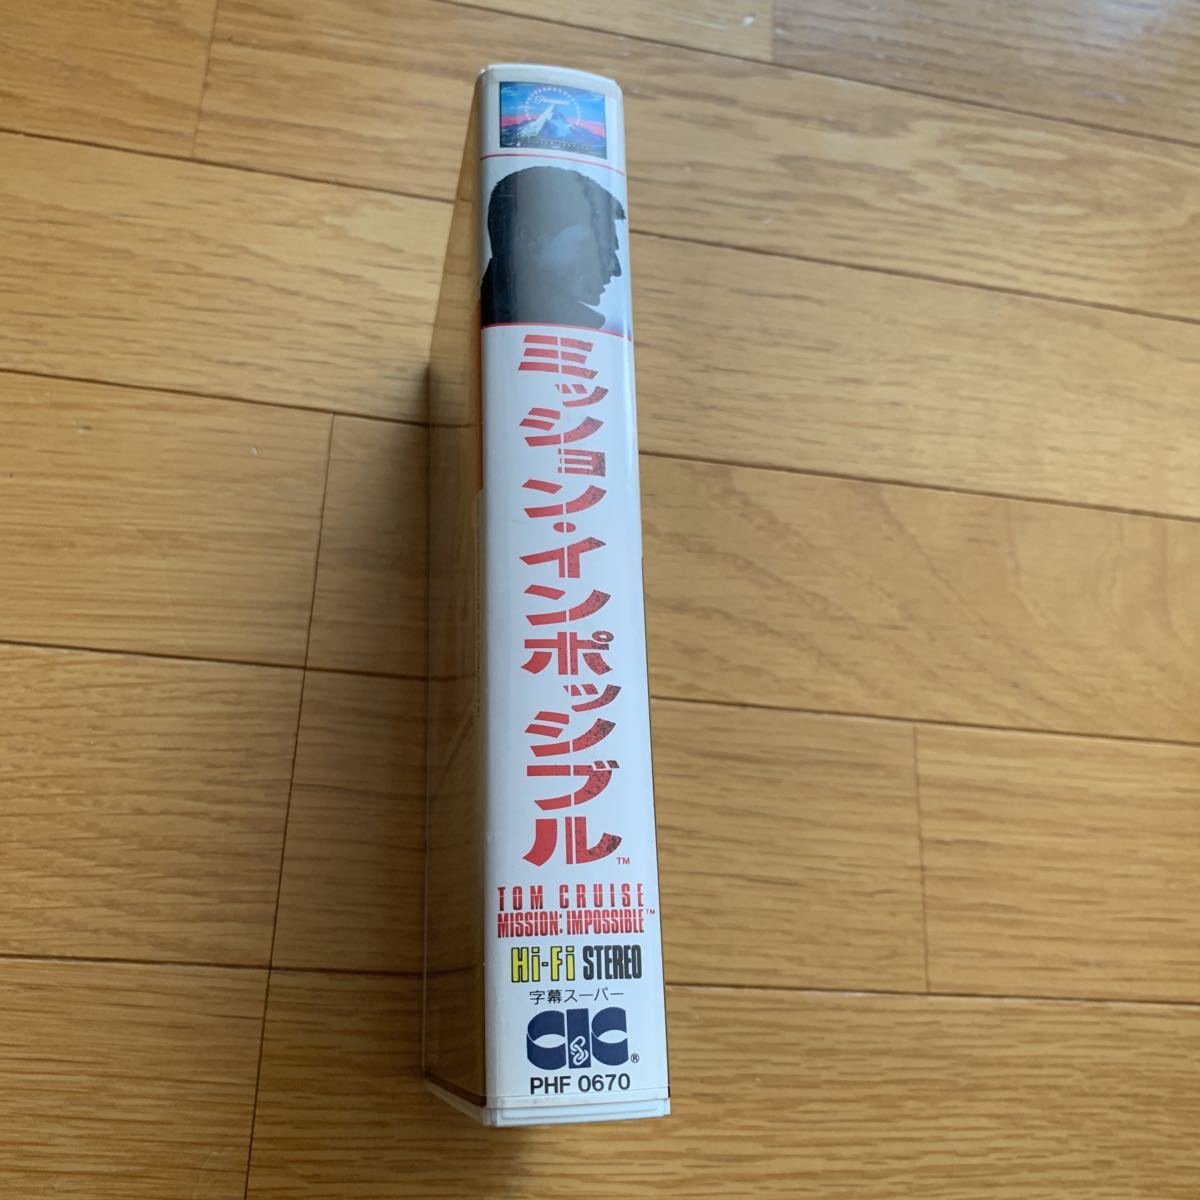 Paramount
ミッション・インポッシブル™
TOM CRUISE
MISSION: IMPOSSIBLE™
Hi-Fi STEREO
字幕スーパー
CIC®
PHF 0670